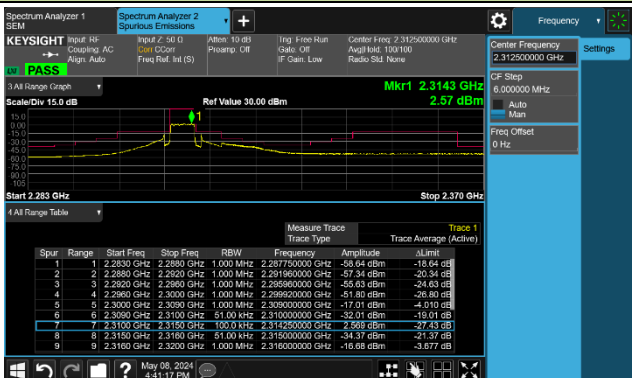 Spectrum Analyzer 1
SEM
Spectrum Analyzer 2
Spurious Emissions
Frequency
KEYSIGHT
Input: RF
Coupling: AC
Align: Auto
Input Z: 50 Ω
Corr CCorr
Freq Ref: Int (S)
Atten: 10 dB
Preamp: Off
Trig: Free Run
Gate: Off
IF Gain: Low
Center Freq: 2.312500000 GHz
Avg|Hold: 100/100
Radio Std: None
LW PASS
Center Frequency
2.312500000 GHz
Settings
CF Step
6.000000 MHz
Auto
Man
Freq Offset
0 Hz
3 All Range Graph
Mkr1 2.3143 GHz
Scale/Div 15.0 dB
Ref Value 30.00 dBm
2.57 dBm
1
15.0
0.00
-15.0
-30.0
-45.0
-60.0
-75.0
-90.0
-105
Start 2.283 GHz
Stop 2.370 GHz
4 All Range Table
Measure Trace Trace 1
Trace Type Trace Average (Active)
Spur Range Start Freq Stop Freq RBW Frequency Amplitude ΔLimit
1 1 2.2830 GHz 2.2880 GHz 1.000 MHz 2.287750000 GHz -58.64 dBm -18.64 dB
2 2 2.2880 GHz 2.2920 GHz 1.000 MHz 2.291960000 GHz -57.34 dBm -20.34 dB
3 3 2.2920 GHz 2.2960 GHz 1.000 MHz 2.295960000 GHz -55.63 dBm -24.63 dB
4 4 2.2960 GHz 2.3000 GHz 1.000 MHz 2.299920000 GHz -51.80 dBm -26.80 dB
5 5 2.3000 GHz 2.3090 GHz 1.000 MHz 2.309000000 GHz -17.01 dBm -4.010 dB
6 6 2.3090 GHz 2.3100 GHz 51.00 kHz 2.310000000 GHz -32.01 dBm -19.01 dB
7 7 2.3100 GHz 2.3150 GHz 100.0 kHz 2.314250000 GHz 2.569 dBm -27.43 dB
8 8 2.3150 GHz 2.3160 GHz 51.00 kHz 2.315000000 GHz -34.37 dBm -21.37 dB
9 9 2.3160 GHz 2.3200 GHz 1.000 MHz 2.316000000 GHz -16.68 dBm -3.677 dB
May 08, 2024
4:41:17 PM